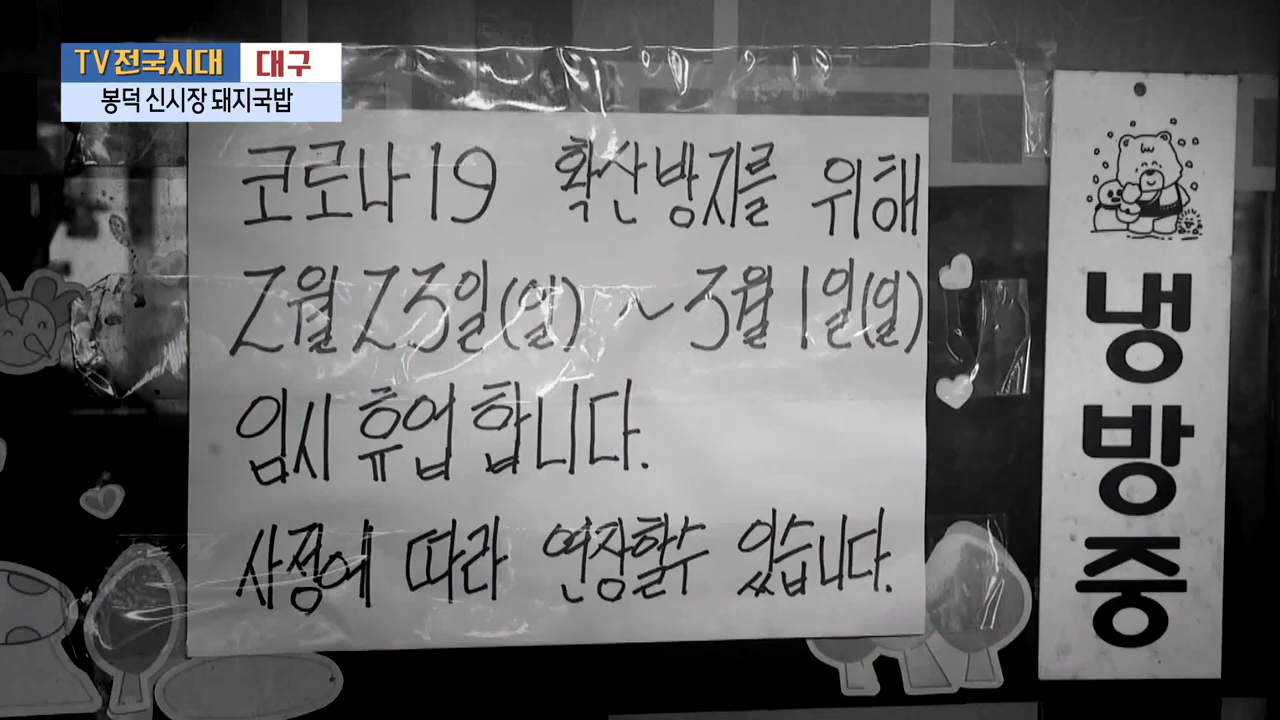 TV전국시대 대구
봉덕 신시장 돼지국밥
코로나19 확산방지를 위해
2월 23일(일) ~ 3월 1일(일)
임시 휴업 합니다.
사정에 따라 연장할수 있습니다.
냉방중